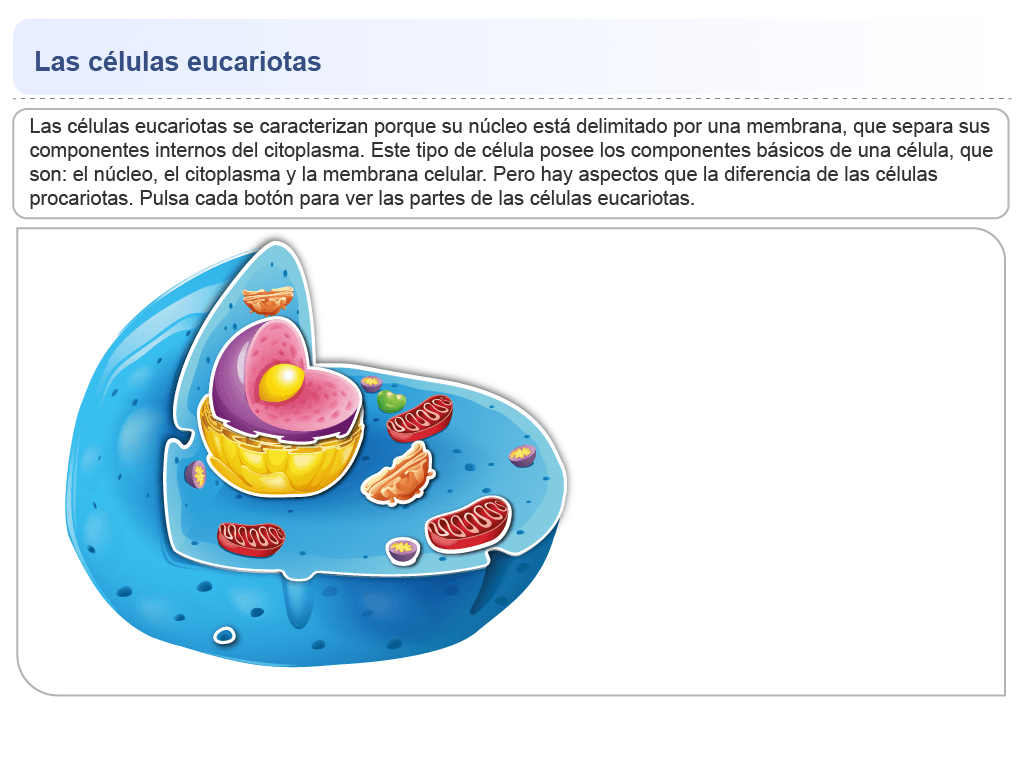 Las células eucariotas
Las células eucariotas se caracterizan porque su núcleo está delimitado por una membrana, que separa sus
componentes internos del citoplasma. Este tipo de célula posee los componentes básicos de una célula, que
son: el núcleo, el citoplasma y la membrana celular. Pero hay aspectos que la diferencia de las células
procariotas. Pulsa cada botón para ver las partes de las células eucariotas.